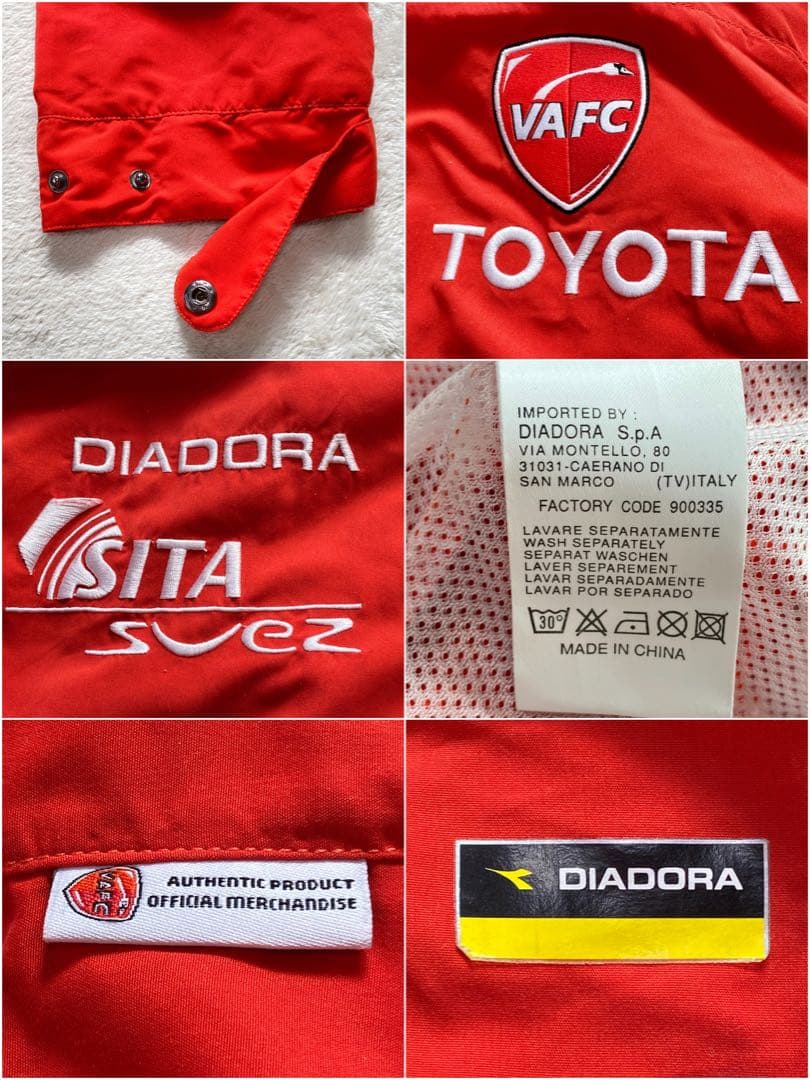 VAFC
TOYOTA
DIADORA
SITA
SUEZ
IMPORTED BY :
DIADORA S.p.A
VIA MONTELLO, 80
31031-CAERANO DI
SAN MARCO (TV)ITALY
FACTORY CODE 900335
LAVARE SEPARATAMENTE
WASH SEPARATELY
SEPARAT WASCHEN
LAVER SEPAREMENT
LAVAR SEPARADAMENTE
LAVAR POR SEPARADO
30°
MADE IN CHINA
VAFC
AUTHENTIC PRODUCT
OFFICIAL MERCHANDISE
DIADORA